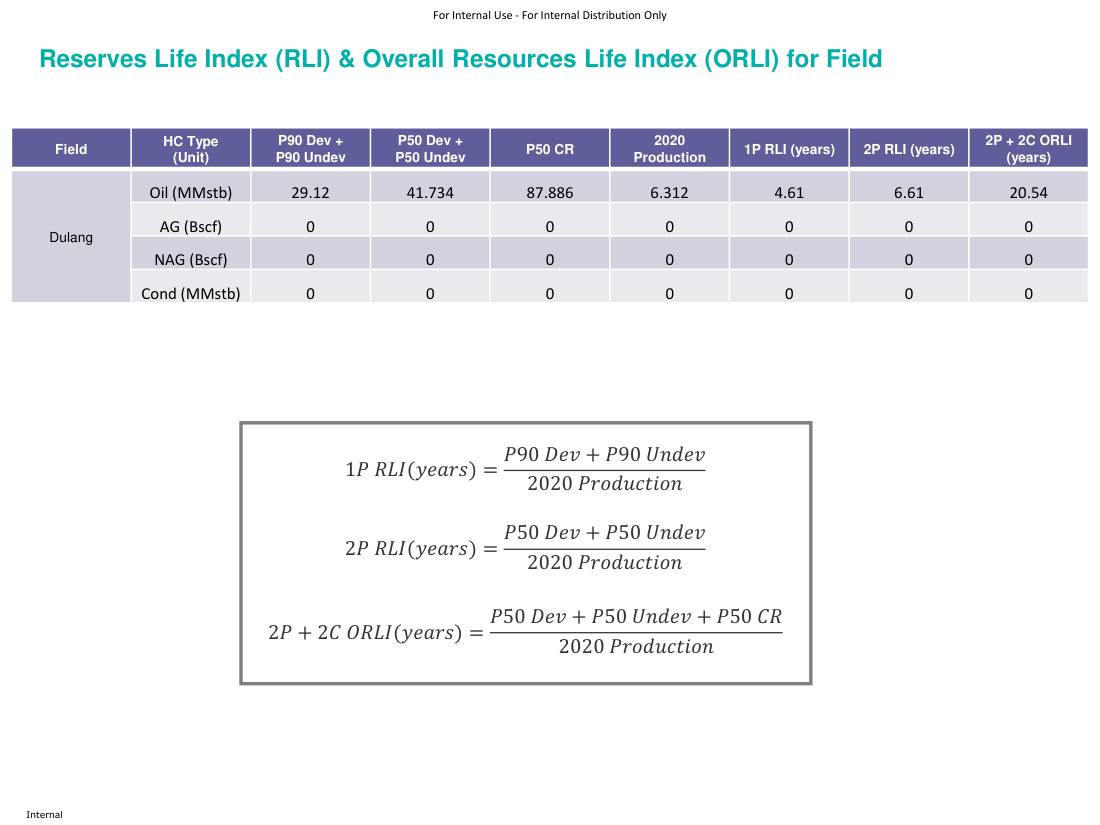 For Internal Use - For Internal Distribution Only
Reserves Life Index (RLI) & Overall Resources Life Index (ORLI) for Field
Field | HC Type (Unit) | P90 Dev + P90 Undev | P50 Dev + P50 Undev | P50 CR | 2020 Production | 1P RLI (years) | 2P RLI (years) | 2P + 2C ORLI (years)
Dulang | Oil (MMstb) | 29.12 | 41.734 | 87.886 | 6.312 | 4.61 | 6.61 | 20.54
AG (Bscf) | 0 | 0 | 0 | 0 | 0 | 0 | 0
NAG (Bscf) | 0 | 0 | 0 | 0 | 0 | 0 | 0
Cond (MMstb) | 0 | 0 | 0 | 0 | 0 | 0 | 0
1P RLI(years) = P90 Dev + P90 Undev
2020 Production
2P RLI(years) = P50 Dev + P50 Undev
2020 Production
2P + 2C ORLI(years) = P50 Dev + P50 Undev + P50 CR
2020 Production
Internal